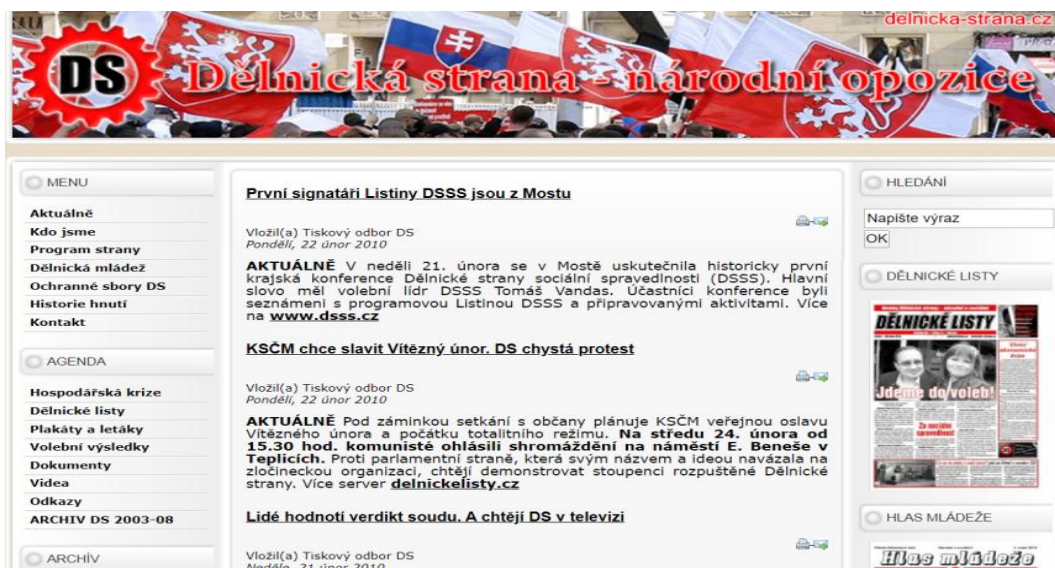 delnicka-strana.cz
DS Dělnická strana - národní opozice
MENU
Aktuálně
Kdo jsme
Program strany
Dělnická mládež
Ochranné sbory DS
Historie hnutí
Kontakt
AGENDA
Hospodářská krize
Dělnické listy
Plakáty a letáky
Volební výsledky
Dokumenty
Videa
Odkazy
ARCHIV DS 2003-08
ARCHÍV
První signatáři Listiny DSSS jsou z Mostu
Vložil(a) Tiskový odbor DS
Pondělí, 22 únor 2010
AKTUÁLNĚ V neděli 21. února se v Mostě uskutečnila historicky první
krajská konference Dělnické strany sociální spravedlnosti (DSSS). Hlavní
slovo měl volební lídr DSSS Tomáš Vandas. Účastníci konference byli
seznámeni s programovou Listinou DSSS a připravovanými aktivitami. Více
na www.dsss.cz
KSČM chce slavit Vítězný únor. DS chystá protest
Vložil(a) Tiskový odbor DS
Pondělí, 22 únor 2010
AKTUÁLNĚ Pod záminkou setkání s občany plánuje KSČM veřejnou oslavu
Vítězného února a počátku totalitního režimu. Na středu 24. února od
15.30 hod. komunisté ohlásili shromáždění na náměstí E. Beneše v
Teplicích. Proti parlamentní straně, která svým názvem a ideou navázala na
zločineckou organizaci, chtějí demonstrovat stoupenci rozpuštěné Dělnické
strany. Více server delnickelisty.cz
Lidé hodnotí verdikt soudu. A chtějí DS v televizi
Vložil(a) Tiskový odbor DS
Neděle, 21 únor 2010
HLEDÁNÍ
Napište výraz
OK
DĚLNICKÉ LISTY
DĚLNICKÉ LISTY
Jdeme do voleb!
Za sociální
spravedlnost
HLAS MLÁDEŽE
Hlas mládeže